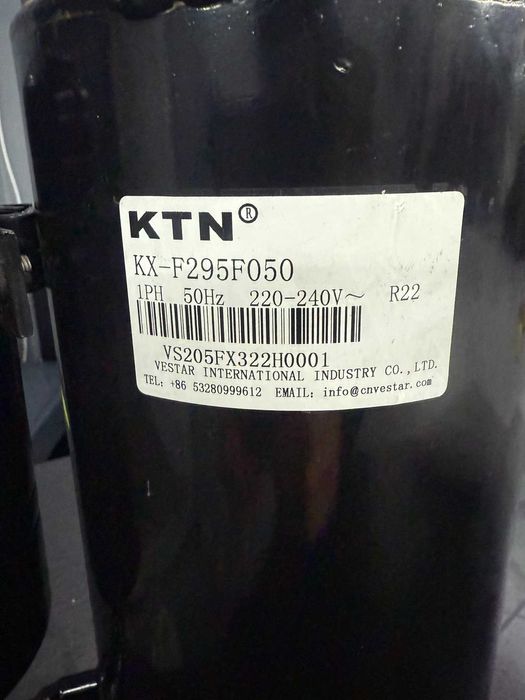 KTN®
KX-F295F050
1PH 50Hz 220-240V～ R22
VS205FX322H0001
VESTAR INTERNATIONAL INDUSTRY CO.,LTD.
TEL: +86 53280999612 EMAIL: info@cnvestar.com